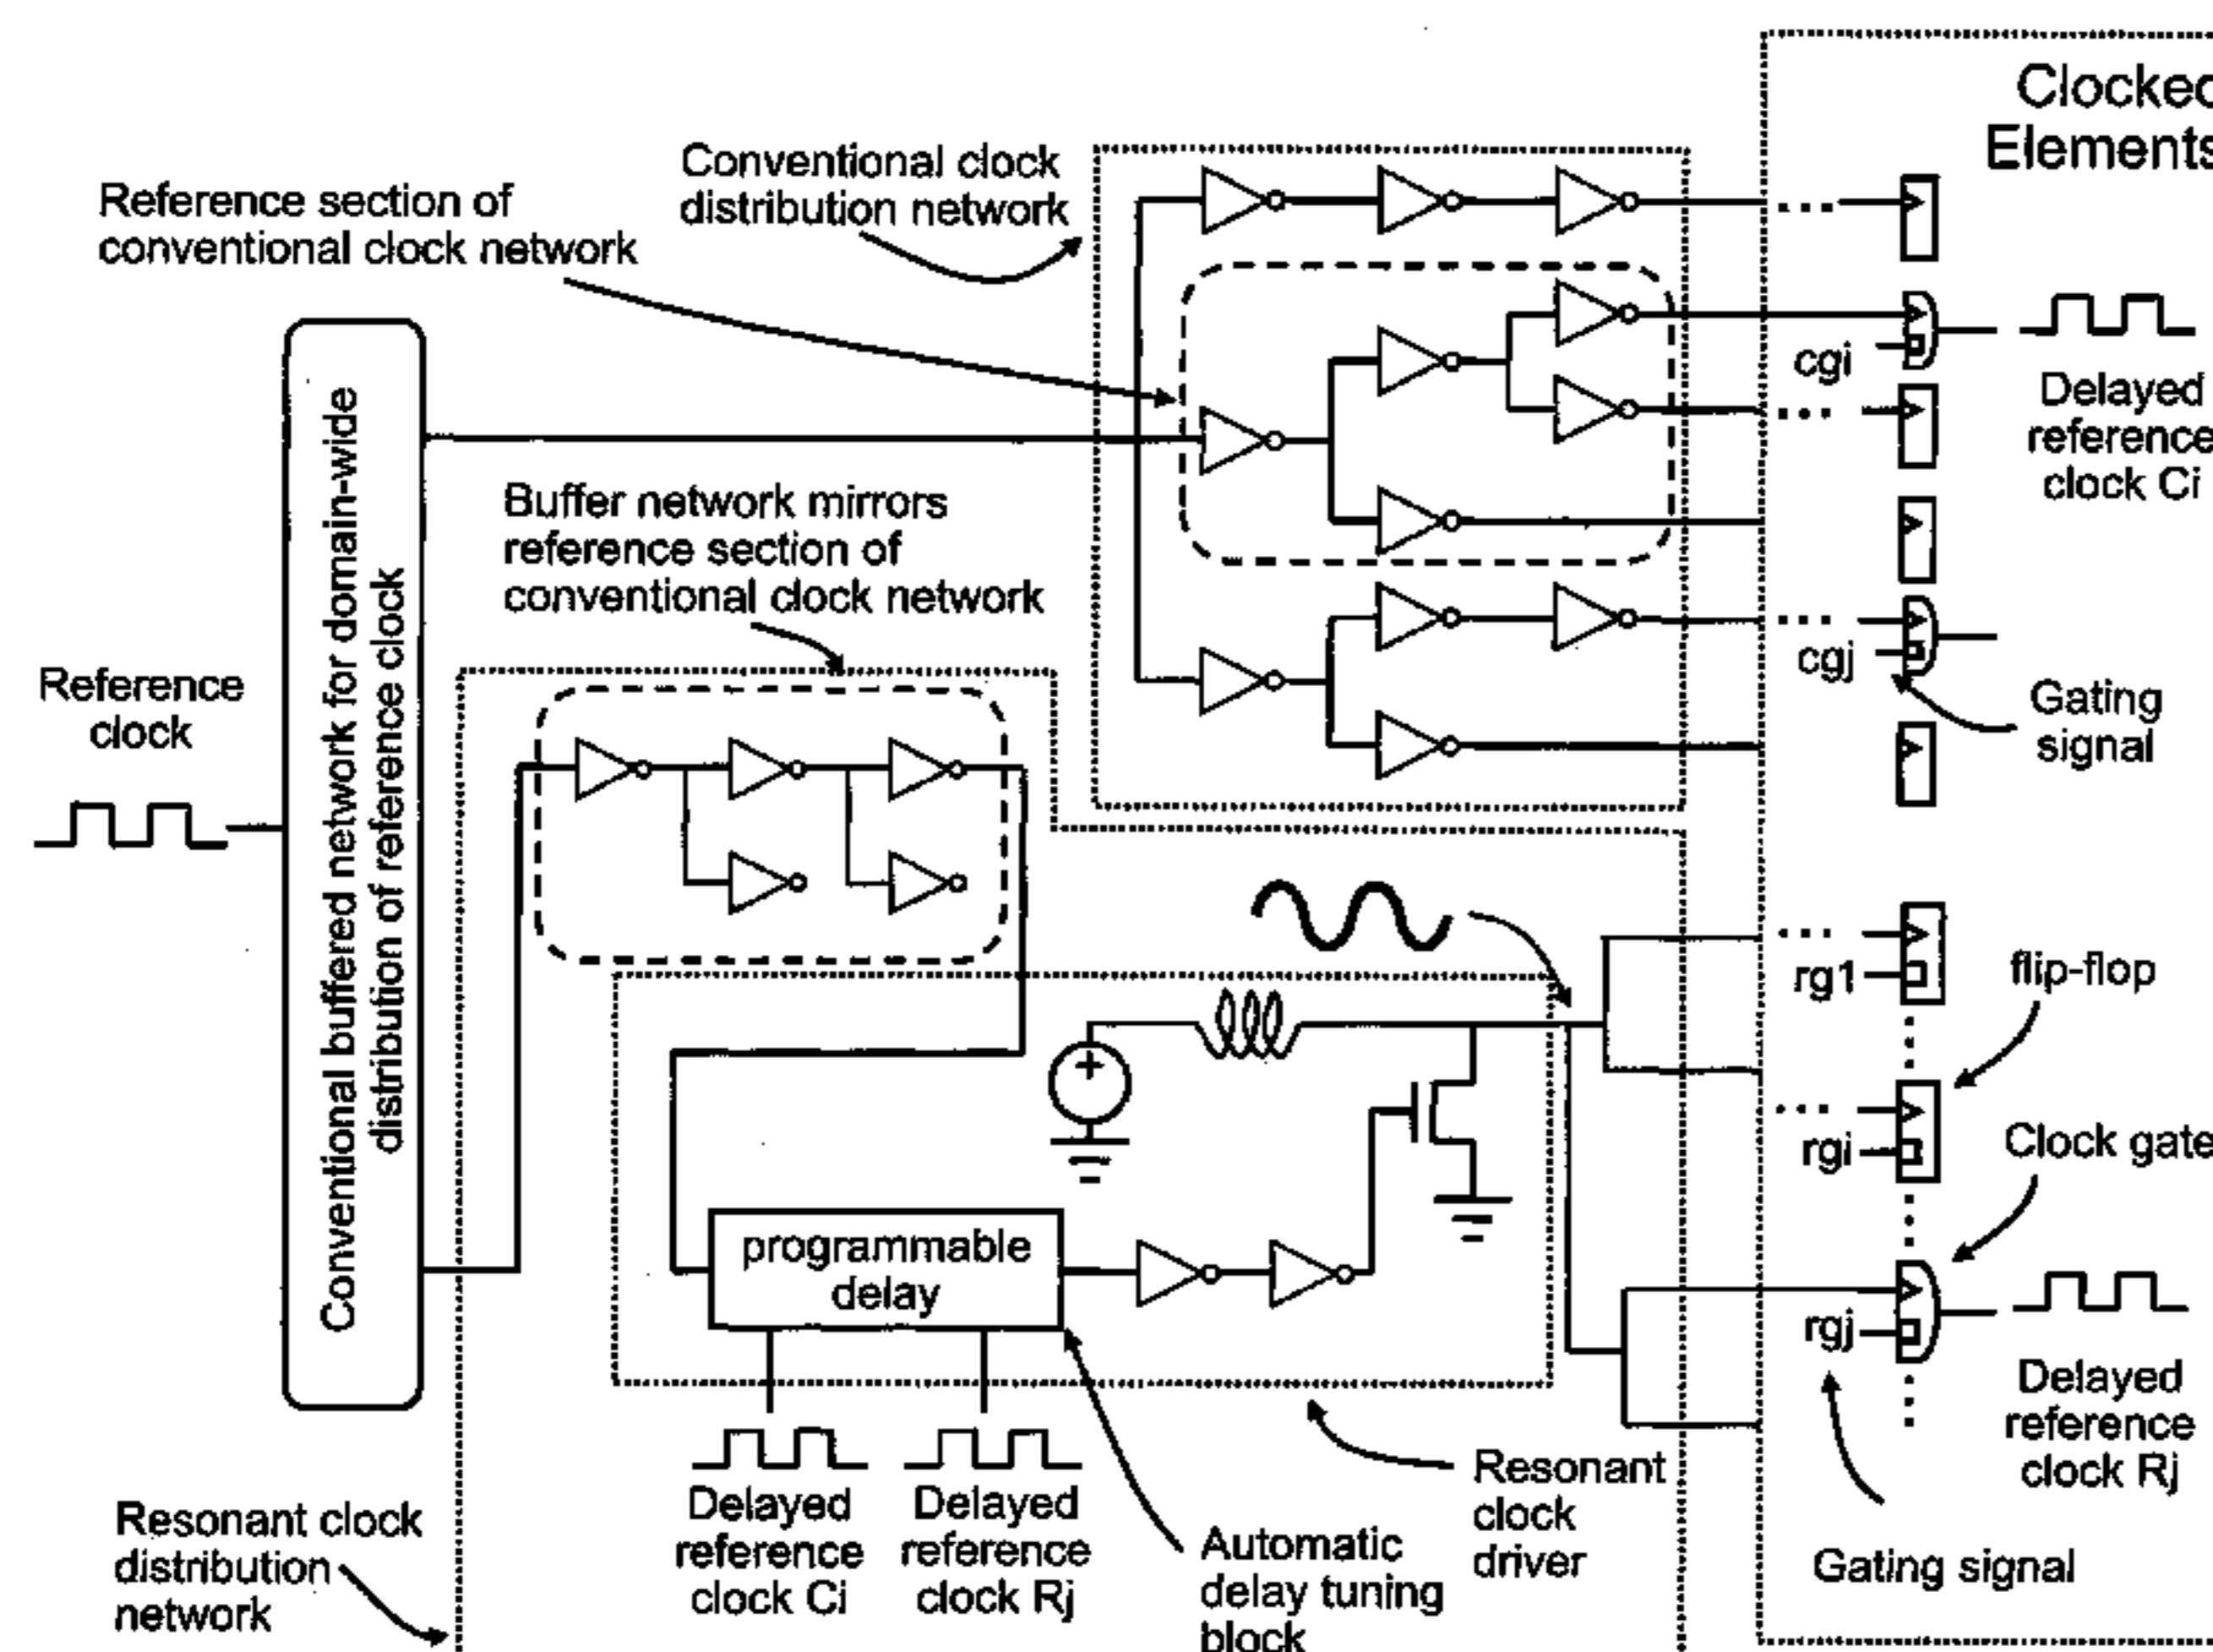 Clocked
Elements
Conventional clock
distribution network
Reference section of
conventional clock network
cgi
Delayed
reference
clock Ci
Buffer network mirrors
reference section of
conventional clock network
Conventional buffered network for domain-wide
distribution of reference clock
Reference
clock
cgj
Gating
signal
rg1
flip-flop
rgi
Clock gate
+
programmable
delay
rgj
Delayed
reference
clock Rj
Delayed
reference
clock Ci
Delayed
reference
clock Rj
Resonant
clock
driver
Automatic
delay tuning
block
Gating signal
Resonant clock
distribution
network